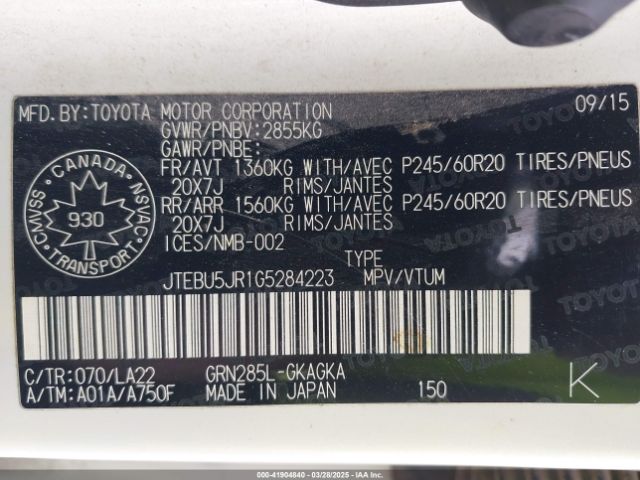 MFD.BY:TOYOTA MOTOR CORPORATION 09/15
GVWR/PNBV:2855KG
GAWR/PNBE:
FR/AVT 1360KG WITH/AVEC P245/60R20 TIRES/PNEUS
20X7J RIMS/JANTES
RR/ARR 1560KG WITH/AVEC P245/60R20 TIRES/PNEUS
20X7J RIMS/JANTES
ICES/NMB-002
CANADA
CMVSS NSVAC
930
TRANSPORT
TYPE
JTEBU5JR1G5284223 MPV/VTUM
C/TR:070/LA22 GRN285L-GKAGKA
A/TM:A01A/A750F MADE IN JAPAN 150 K
000-41904840 | 03/28/2025 | IAA Inc.